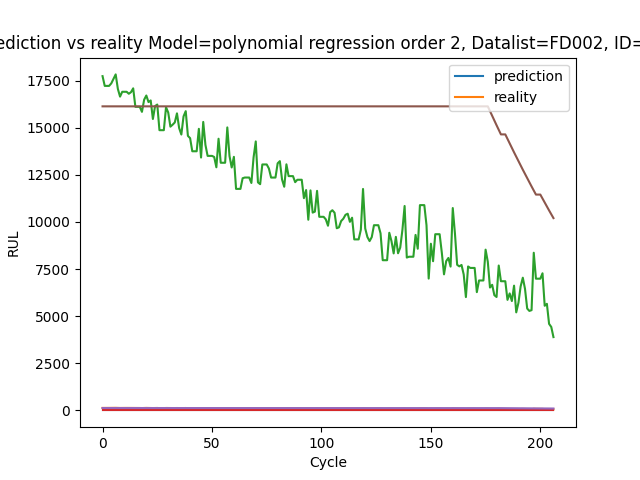 ediction vs reality Model=polynomial regression order 2, Datalist=FD002, ID=
prediction
reality
17500
15000
12500
10000
7500
5000
2500
0
RUL
0 50 100 150 200
Cycle